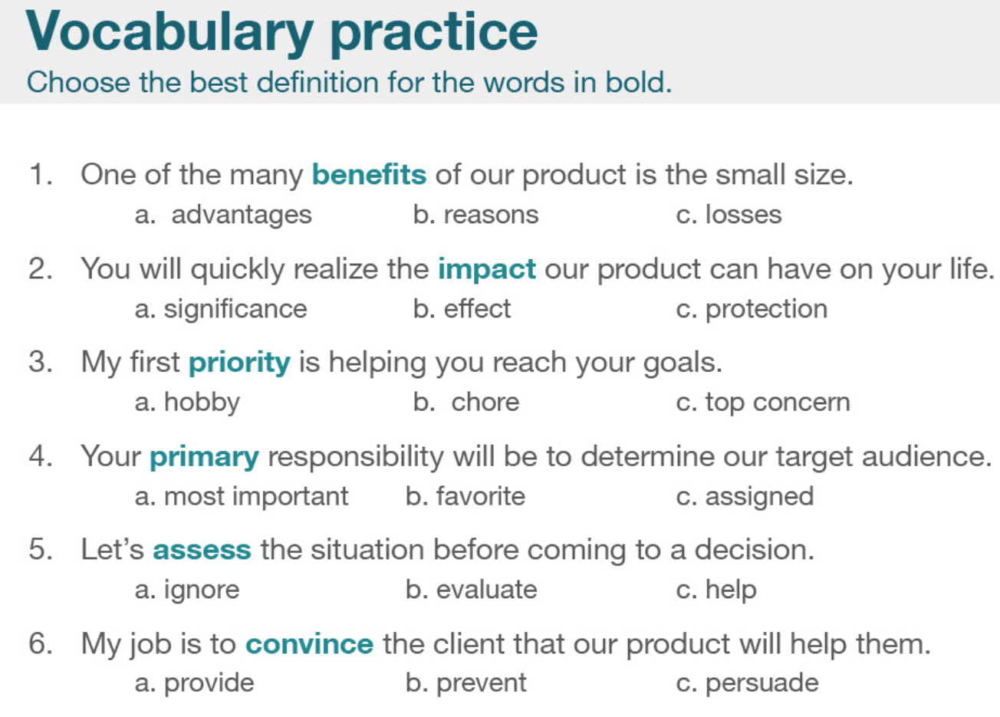 Vocabulary practice
Choose the best definition for the words in bold.
1. One of the many benefits of our product is the small size.
a. advantages b. reasons c. losses
2. You will quickly realize the impact our product can have on your life.
a. significance b. effect c. protection
3. My first priority is helping you reach your goals.
a. hobby b. chore c. top concern
4. Your primary responsibility will be to determine our target audience.
a. most important b. favorite c. assigned
5. Let’s assess the situation before coming to a decision.
a. ignore b. evaluate c. help
6. My job is to convince the client that our product will help them.
a. provide b. prevent c. persuade